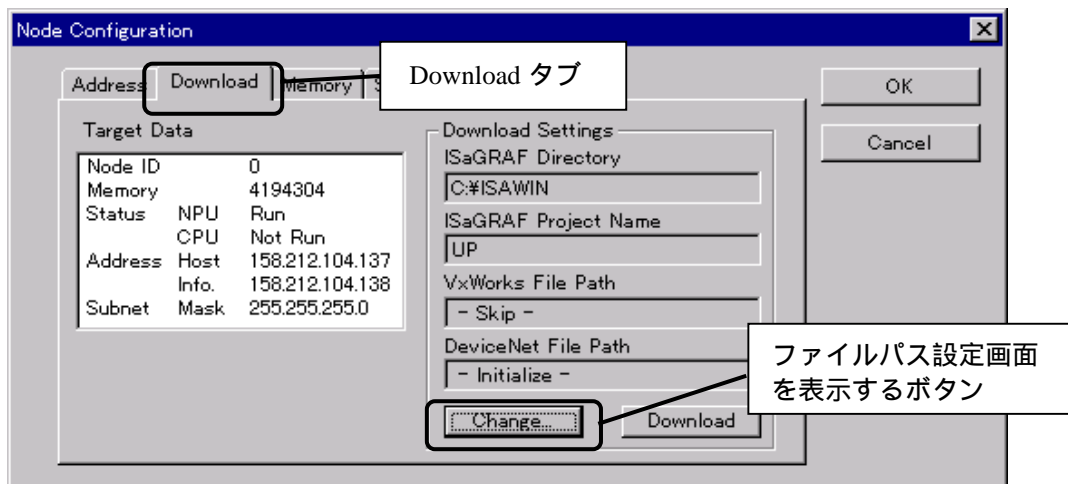 Node Configuration
Download タブ
Address Download Memory
OK
Cancel
Target Data
Node ID 0
Memory 4194304
Status NPU Run
CPU Not Run
Address Host 158.212.104.137
Info. 158.212.104.138
Subnet Mask 255.255.255.0
Download Settings
ISaGRAF Directory
C:¥ISAWIN
ISaGRAF Project Name
UP
VxWorks File Path
- Skip -
DeviceNet File Path
- Initialize -
Change... Download
ファイルパス設定画面
を表示するボタン